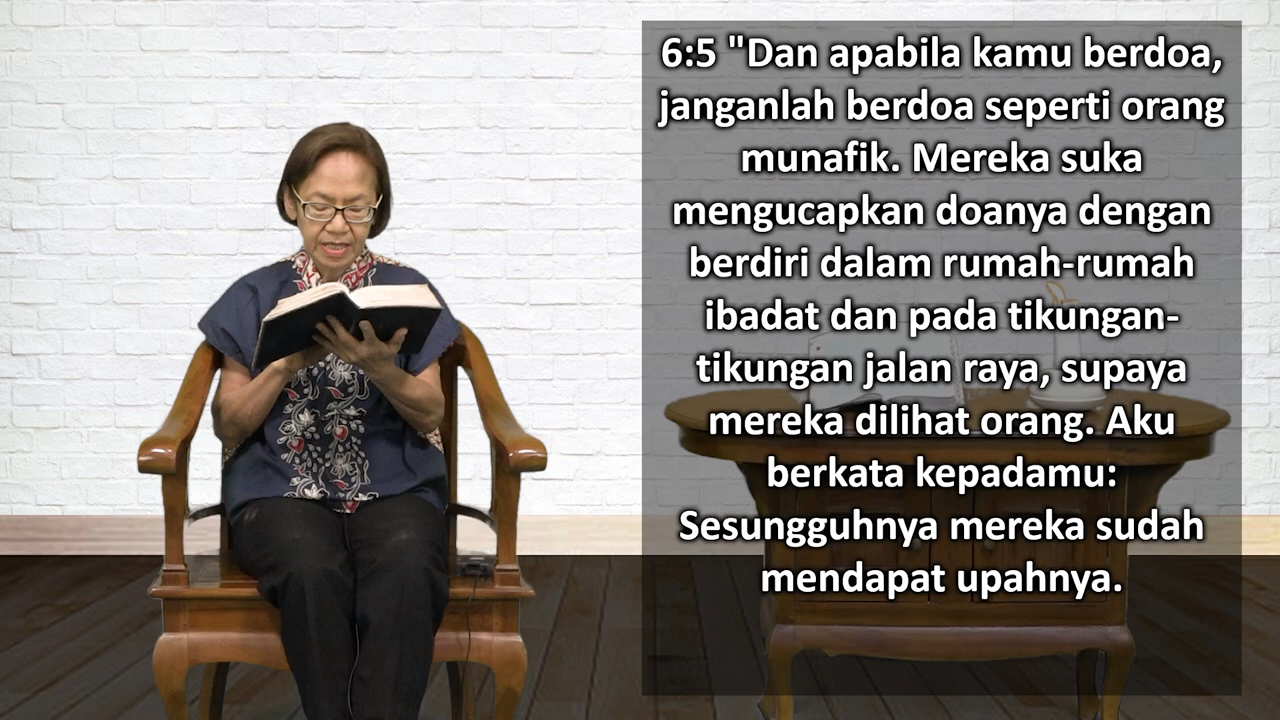 6:5 "Dan apabila kamu berdoa,
janganlah berdoa seperti orang
munafik. Mereka suka
mengucapkan doanya dengan
berdiri dalam rumah-rumah
ibadat dan pada tikungan-
tikungan jalan raya, supaya
mereka dilihat orang. Aku
berkata kepadamu:
Sesungguhnya mereka sudah
mendapat upahnya.